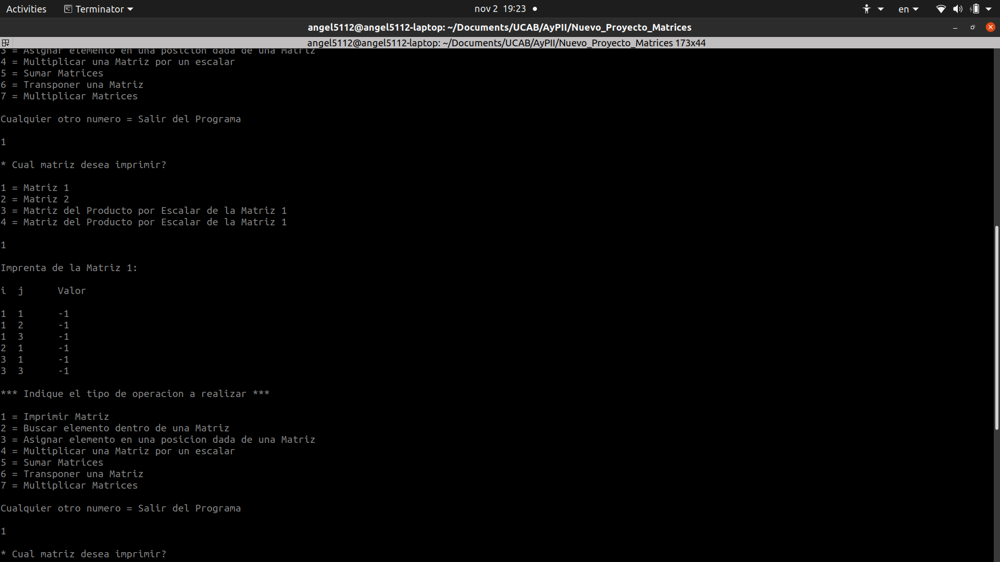 Activities Terminator nov 2 19:23 en
angel5112@angel5112-laptop: ~/Documents/UCAB/AyPII/Nuevo_Proyecto_Matrices
angel5112@angel5112-laptop: ~/Documents/UCAB/AyPII/Nuevo_Proyecto_Matrices 173x44
3 = Asignar elemento en una posicion dada de una Matriz
4 = Multiplicar una Matriz por un escalar
5 = Sumar Matrices
6 = Transponer una Matriz
7 = Multiplicar Matrices
Cualquier otro numero = Salir del Programa
1
* Cual matriz desea imprimir?
1 = Matriz 1
2 = Matriz 2
3 = Matriz del Producto por Escalar de la Matriz 1
4 = Matriz del Producto por Escalar de la Matriz 1
1
Imprenta de la Matriz 1:
i  j      Valor
1  1      -1
1  2      -1
1  3      -1
2  1      -1
3  1      -1
3  3      -1
*** Indique el tipo de operacion a realizar ***
1 = Imprimir Matriz
2 = Buscar elemento dentro de una Matriz
3 = Asignar elemento en una posicion dada de una Matriz
4 = Multiplicar una Matriz por un escalar
5 = Sumar Matrices
6 = Transponer una Matriz
7 = Multiplicar Matrices
Cualquier otro numero = Salir del Programa
1
* Cual matriz desea imprimir?